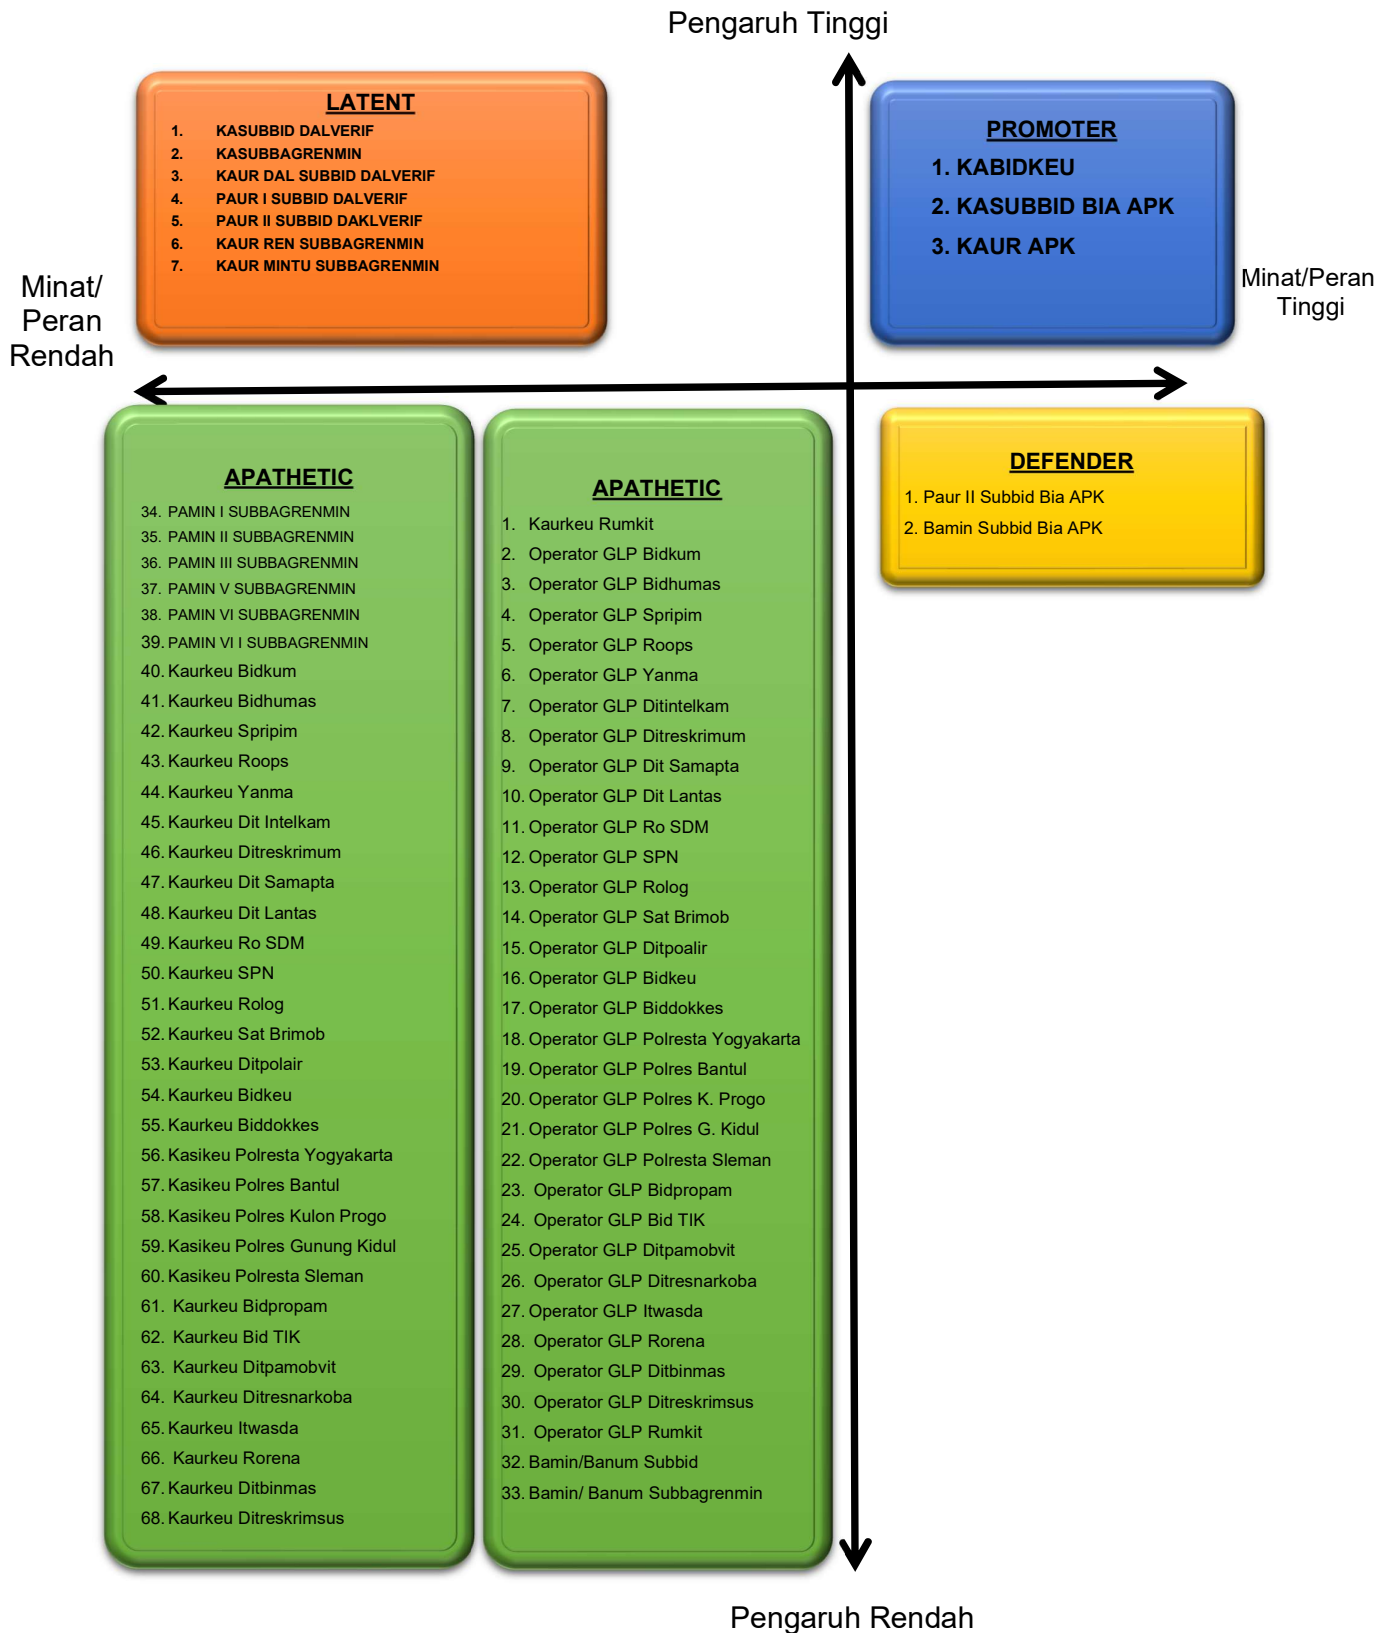 Pengaruh Tinggi
LATENT
1. KASUBBID DALVERIF
2. KASUBBAGRENMIN
3. KAUR DAL SUBBID DALVERIF
4. PAUR I SUBBID DALVERIF
5. PAUR II SUBBID DAKLVERIF
6. KAUR REN SUBBAGRENMIN
7. KAUR MINTU SUBBAGRENMIN
PROMOTER
1. KABIDKEU
2. KASUBBID BIA APK
3. KAUR APK
Minat/
Peran
Rendah
Minat/Peran
Tinggi
APATHETIC
34. PAMIN I SUBBAGRENMIN
35. PAMIN II SUBBAGRENMIN
36. PAMIN III SUBBAGRENMIN
37. PAMIN V SUBBAGRENMIN
38. PAMIN VI SUBBAGRENMIN
39. PAMIN VI I SUBBAGRENMIN
40. Kaurkeu Bidkum
41. Kaurkeu Bidhumas
42. Kaurkeu Spripim
43. Kaurkeu Roops
44. Kaurkeu Yanma
45. Kaurkeu Dit Intelkam
46. Kaurkeu Ditreskrimum
47. Kaurkeu Dit Samapta
48. Kaurkeu Dit Lantas
49. Kaurkeu Ro SDM
50. Kaurkeu SPN
51. Kaurkeu Rolog
52. Kaurkeu Sat Brimob
53. Kaurkeu Ditpolair
54. Kaurkeu Bidkeu
55. Kaurkeu Biddokkes
56. Kasikeu Polresta Yogyakarta
57. Kasikeu Polres Bantul
58. Kasikeu Polres Kulon Progo
59. Kasikeu Polres Gunung Kidul
60. Kasikeu Polresta Sleman
61. Kaurkeu Bidpropam
62. Kaurkeu Bid TIK
63. Kaurkeu Ditpamobvit
64. Kaurkeu Ditresnarkoba
65. Kaurkeu Itwasda
66. Kaurkeu Rorena
67. Kaurkeu Ditbinmas
68. Kaurkeu Ditreskrimsus
APATHETIC
1. Kaurkeu Rumkit
2. Operator GLP Bidkum
3. Operator GLP Bidhumas
4. Operator GLP Spripim
5. Operator GLP Roops
6. Operator GLP Yanma
7. Operator GLP Ditintelkam
8. Operator GLP Ditreskrimum
9. Operator GLP Dit Samapta
10. Operator GLP Dit Lantas
11. Operator GLP Ro SDM
12. Operator GLP SPN
13. Operator GLP Rolog
14. Operator GLP Sat Brimob
15. Operator GLP Ditpoalir
16. Operator GLP Bidkeu
17. Operator GLP Biddokkes
18. Operator GLP Polresta Yogyakarta
19. Operator GLP Polres Bantul
20. Operator GLP Polres K. Progo
21. Operator GLP Polres G. Kidul
22. Operator GLP Polresta Sleman
23. Operator GLP Bidpropam
24. Operator GLP Bid TIK
25. Operator GLP Ditpamobvit
26. Operator GLP Ditresnarkoba
27. Operator GLP Itwasda
28. Operator GLP Rorena
29. Operator GLP Ditbinmas
30. Operator GLP Ditreskrimsus
31. Operator GLP Rumkit
32. Bamin/Banum Subbid
33. Bamin/ Banum Subbagrenmin
DEFENDER
1. Paur II Subbid Bia APK
2. Bamin Subbid Bia APK
Pengaruh Rendah